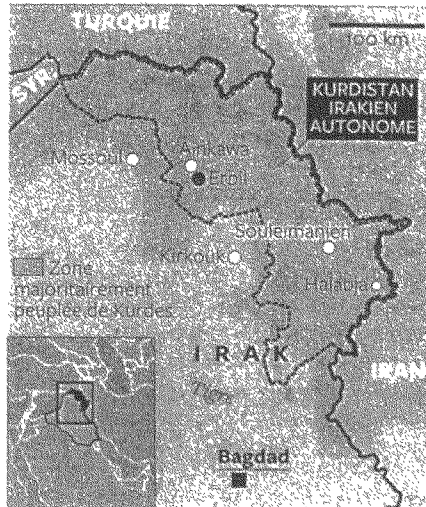 TURQUIE
100 km
SYR.
KURDISTAN
IRAKIEN
AUTONOME
Mossoul
Ankawa
Erbil
Souleimanieh
Kirkouk
Halabja
Zone
majoritairement
peuplée de Kurdes
IRAK
IRAN
Tigre
Bagdad